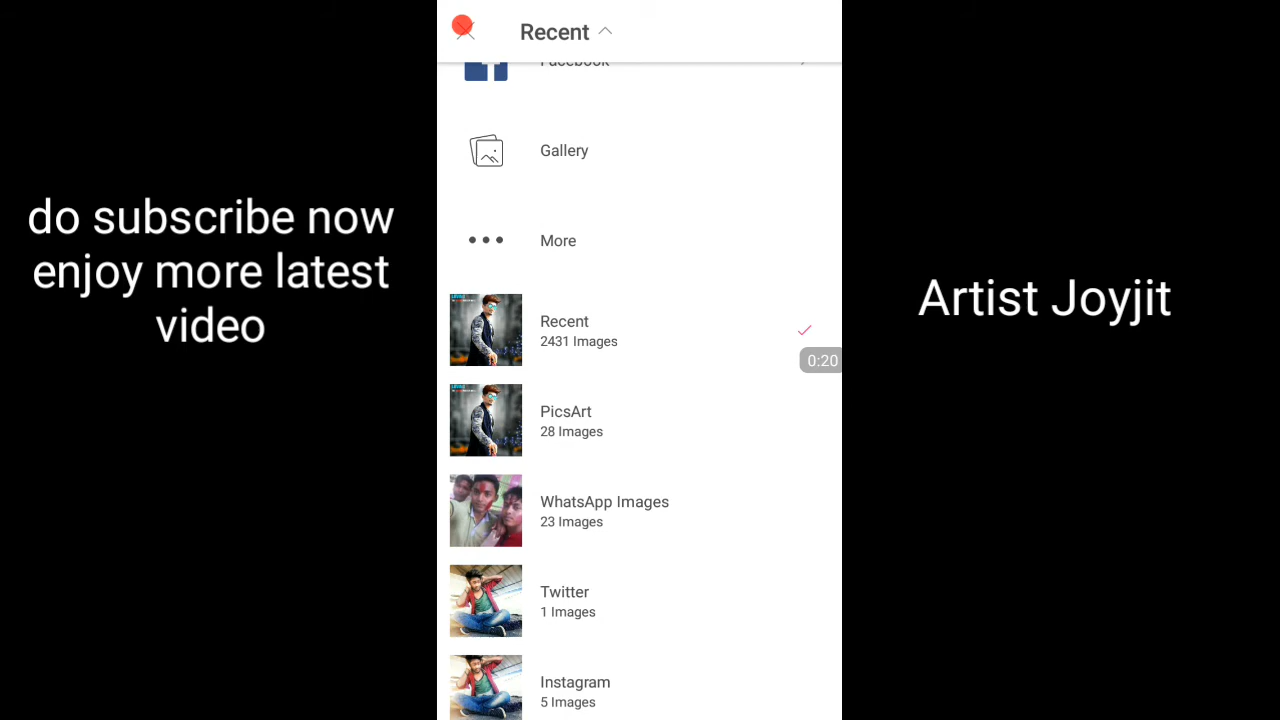 Recent
Facebook
Gallery
More
do subscribe now
enjoy more latest
video
Artist Joyjit
Recent
2431 Images
0:20
PicsArt
28 Images
WhatsApp Images
23 Images
Twitter
1 Images
Instagram
5 Images